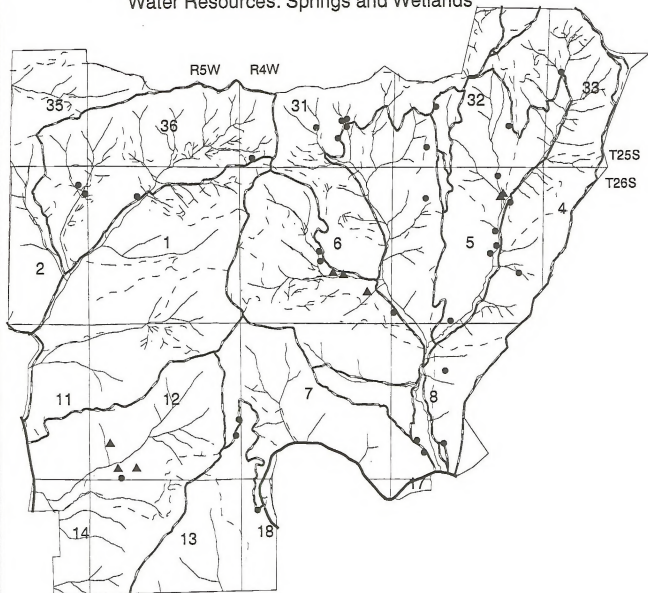 Water Resources: Springs and Wetlands
R5W R4W
35 36 31 32 33
T25S
T26S
2 1 6 5 4
11 12 7 8
14 13 18 17